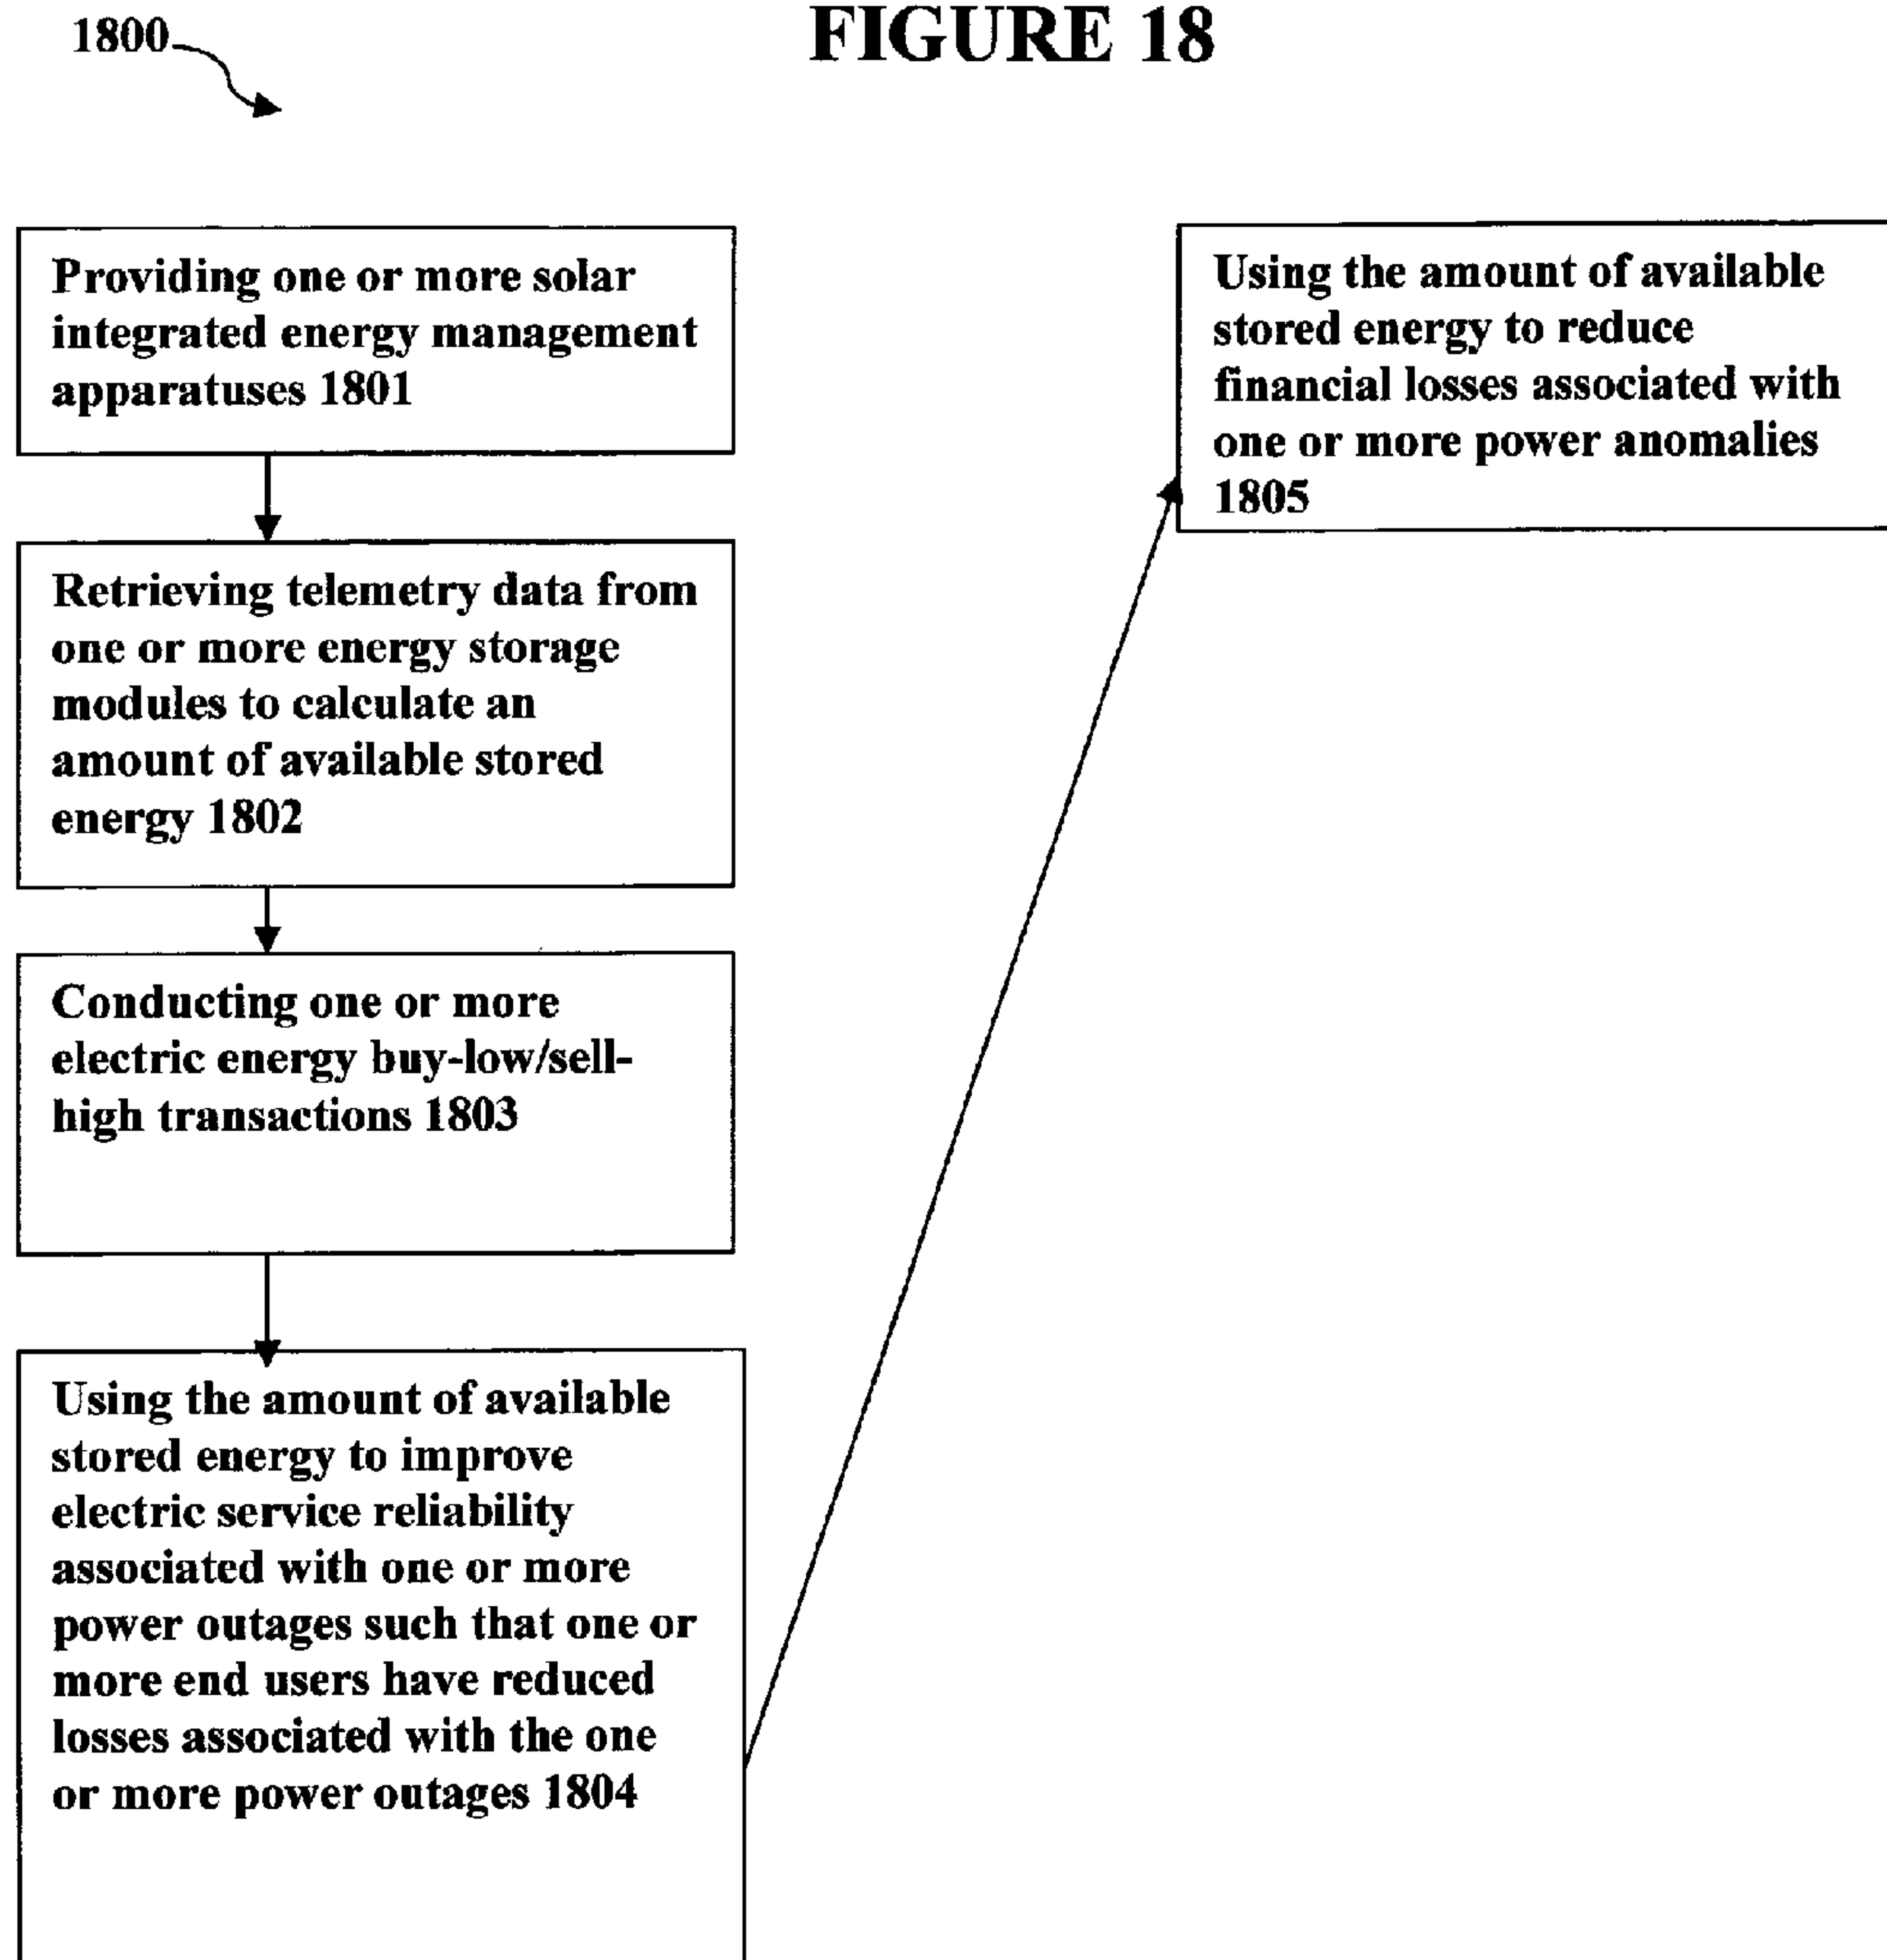 FIGURE 18
1800
Providing one or more solar
integrated energy management
apparatuses 1801
Retrieving telemetry data from
one or more energy storage
modules to calculate an
amount of available stored
energy 1802
Conducting one or more
electric energy buy-low/sell-
high transactions 1803
Using the amount of available
stored energy to improve
electric service reliability
associated with one or more
power outages such that one or
more end users have reduced
losses associated with the one
or more power outages 1804
Using the amount of available
stored energy to reduce
financial losses associated with
one or more power anomalies
1805